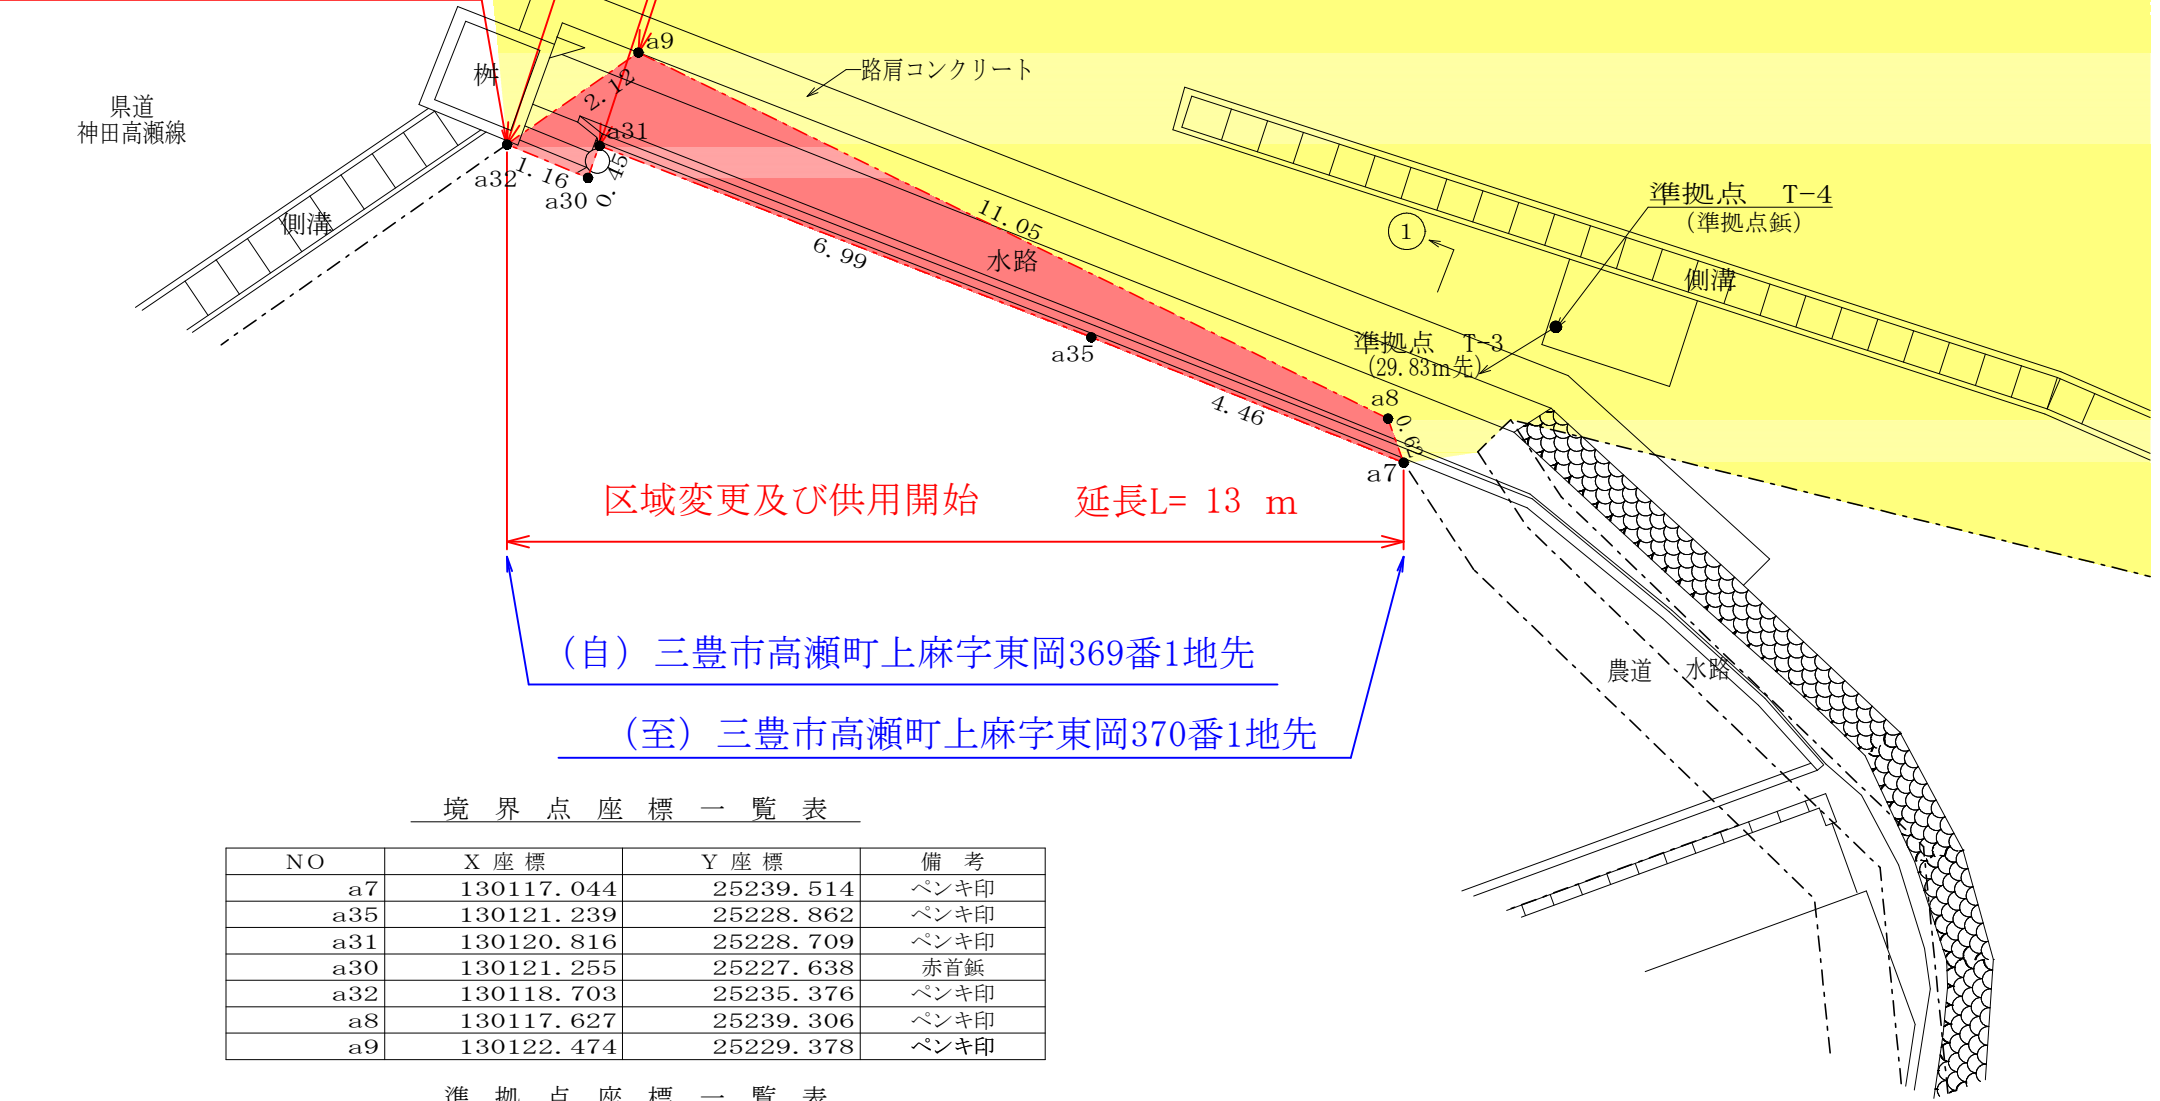 県道
神田高瀬線
側溝
桝
a9
2.12
a31
a32
1.16
a30
0.45
路肩コンクリート
11.05
水路
6.99
a35
4.46
①
準拠点 T-4
(準拠点鋲)
側溝
準拠点 T-3
(29.83m先)
a8
0.62
a7
区域変更及び供用開始 延長L= 13 m
(自) 三豊市高瀬町上麻字東岡369番1地先
(至) 三豊市高瀬町上麻字東岡370番1地先
農道 水路
境界点座標一覧表
NO X座標 Y座標 備考
a7 130117.044 25239.514 ペンキ印
a35 130121.239 25228.862 ペンキ印
a31 130120.816 25228.709 ペンキ印
a30 130121.255 25227.638 赤首鋲
a32 130118.703 25235.376 ペンキ印
a8 130117.627 25239.306 ペンキ印
a9 130122.474 25229.378 ペンキ印
準拠点座標一覧表